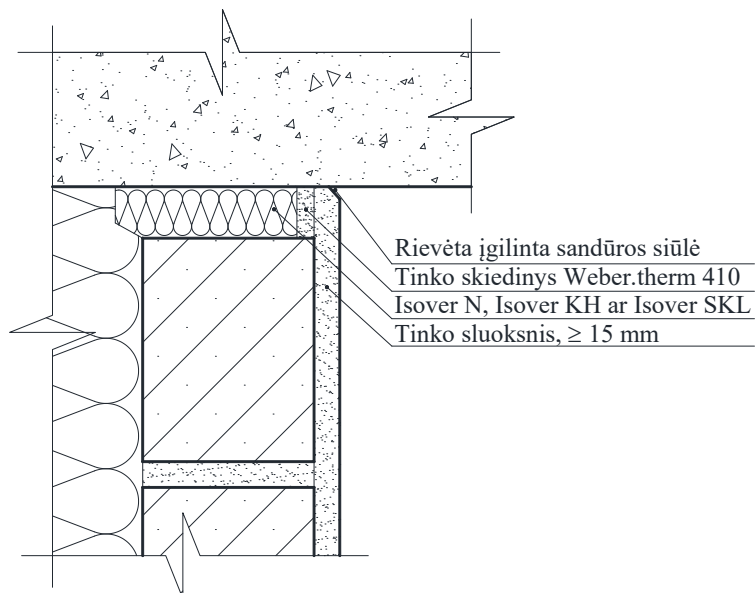 Rievėta įgilinta sandūros siūlė
Tinko skiedinys Weber.therm 410
Isover N, Isover KH ar Isover SKL
Tinko sluoksnis, ≥ 15 mm